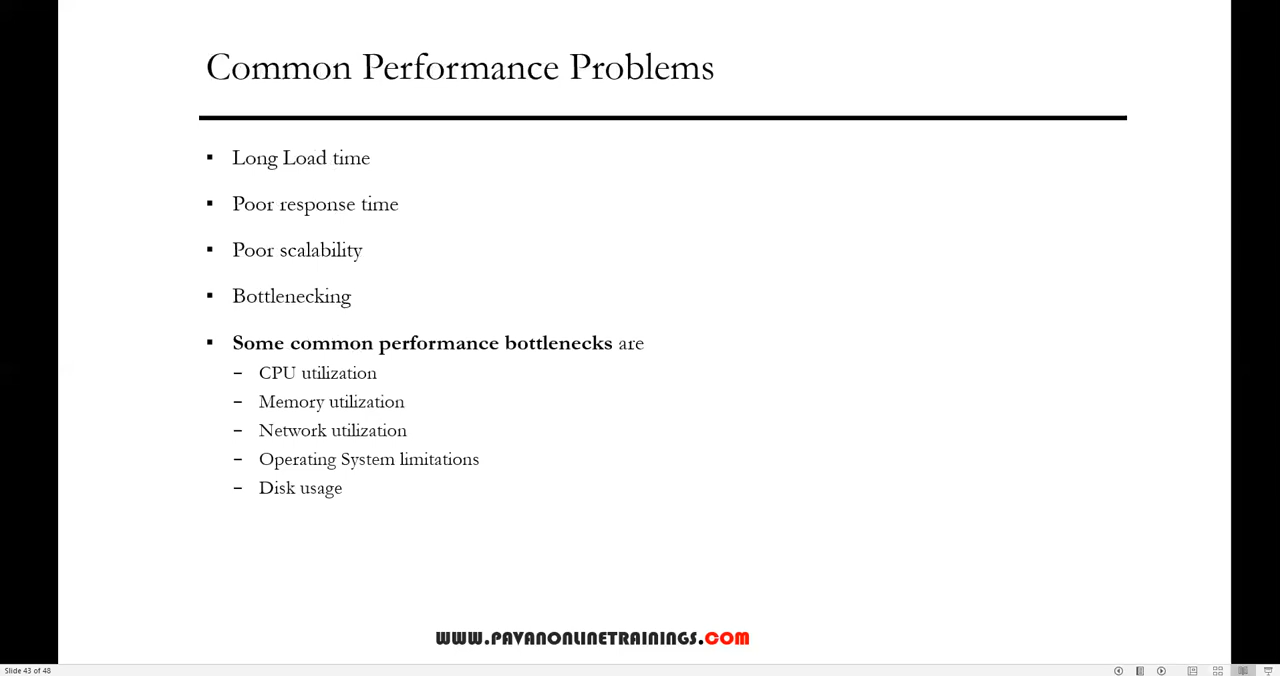 Common Performance Problems
▪ Long Load time
▪ Poor response time
▪ Poor scalability
▪ Bottlenecking
▪ Some common performance bottlenecks are
– CPU utilization
– Memory utilization
– Network utilization
– Operating System limitations
– Disk usage
WWW.PAVANONLINETRAININGS.COM
Slide 43 of 48